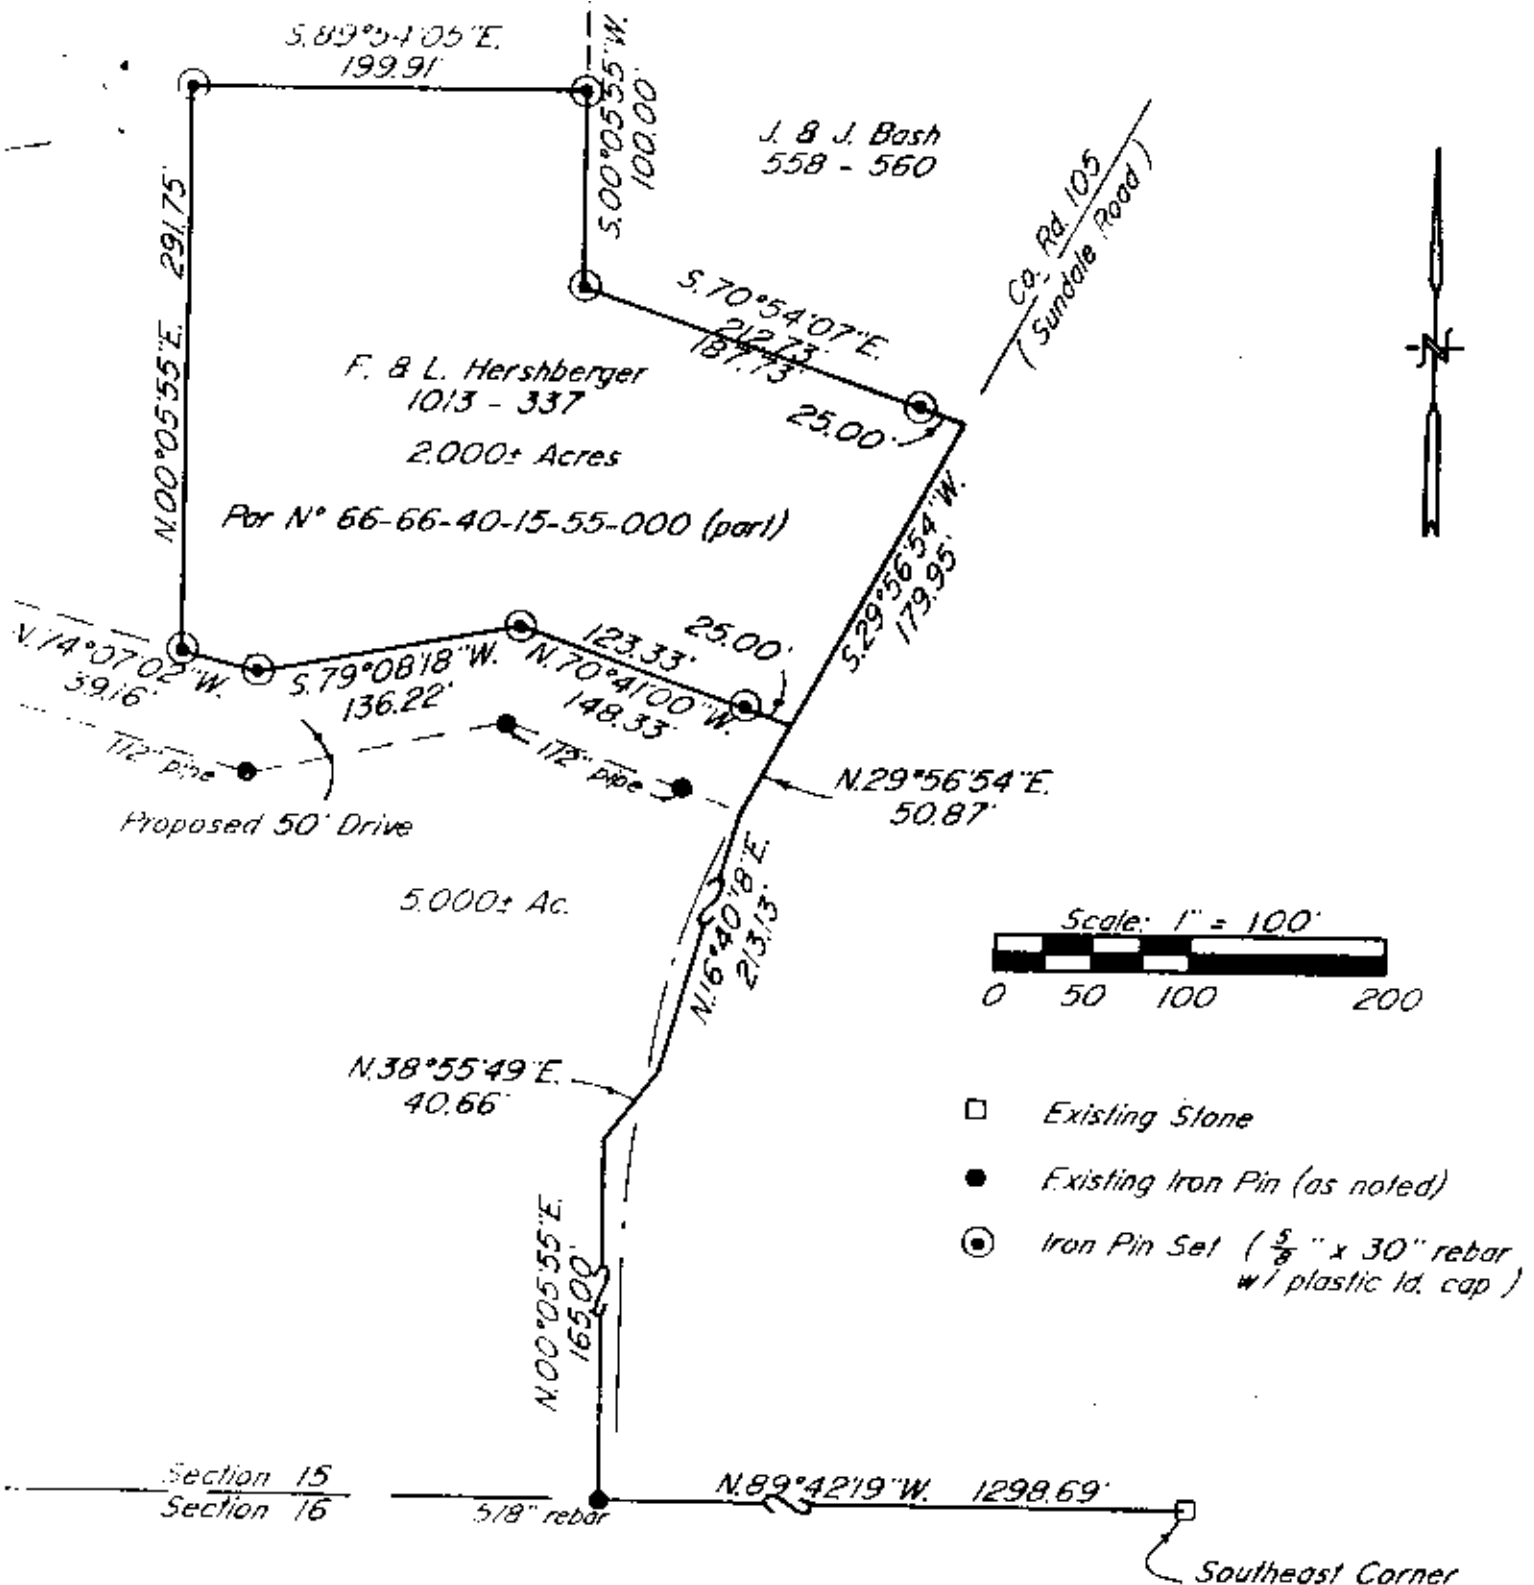 S.89°54'05"E.
199.91'
S.00°05'55"W.
100.00'
J. & J. Bash
558 - 560
Co. Rd. 105
( Sundale Road )
N.00°05'55"E. 291.75'
S.70°54'07"E.
212.73'
187.73'
25.00'
F. & L. Hershberger
1013 - 337
2.000± Acres
Par N° 66-66-40-15-55-000 (part)
S.29°56'54"W.
179.95'
N.74°07'02"W.
39.16'
S.79°08'18"W.
136.22'
123.33'
N.70°41'00"W.
148.33'
25.00'
1/2" pipe
1/2" pipe
N.29°56'54"E.
50.87'
Proposed 50' Drive
5.000± Ac.
N.16°40'18"E.
213.13'
Scale: 1" = 100'
0 50 100 200
N.38°55'49"E.
40.66'
Existing Stone
Existing Iron Pin (as noted)
Iron Pin Set ( 5/8 " x 30" rebar
w/ plastic Id. cap )
N.00°05'55"E.
165.00'
Section 15
Section 16
5/8" rebar
N.89°42'19"W. 1298.69'
Southeast Corner